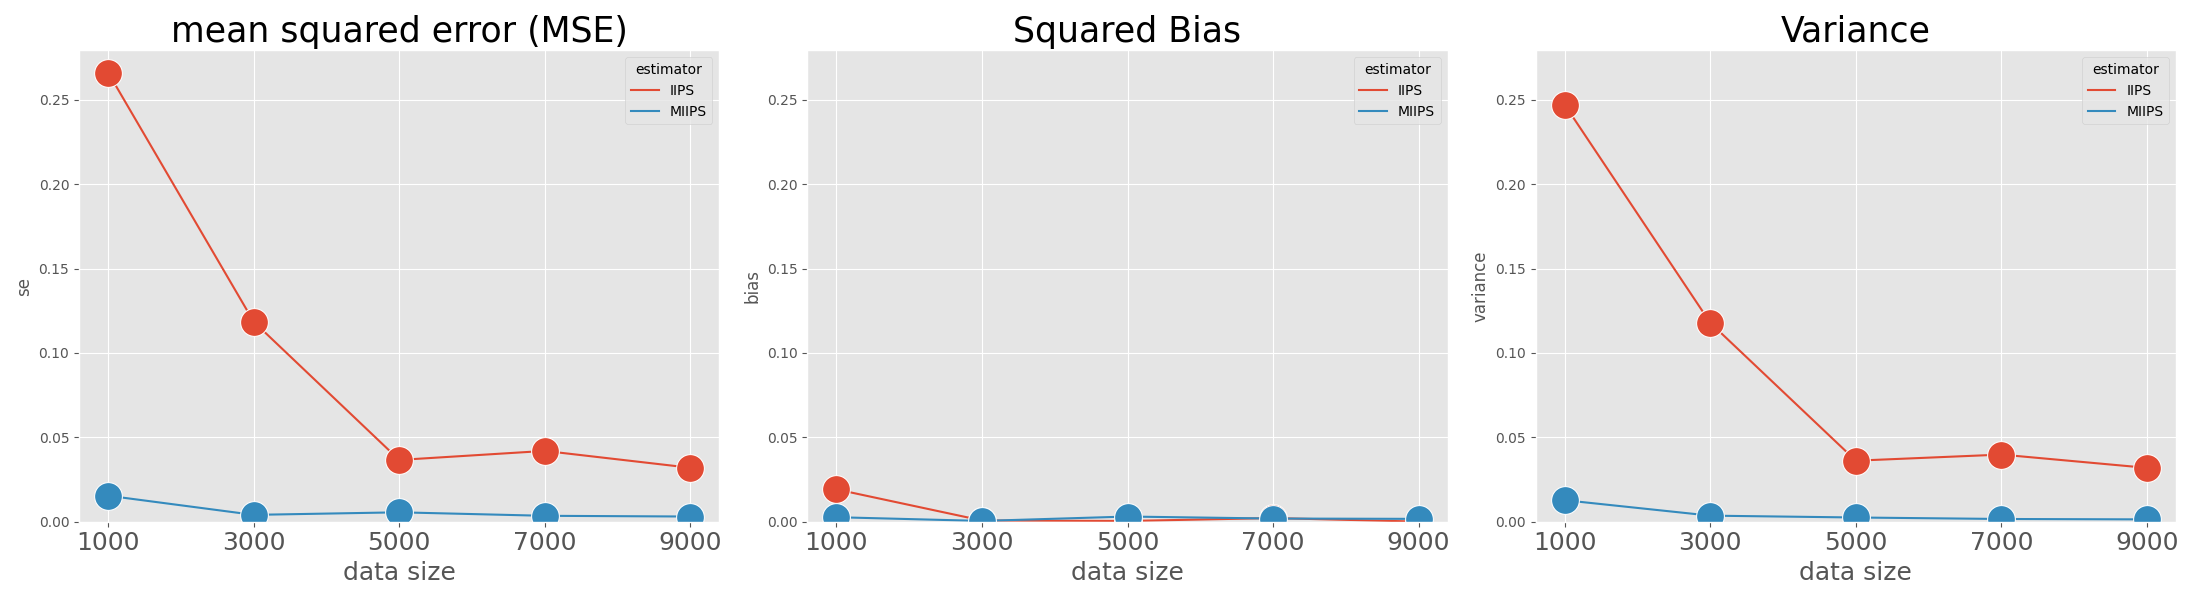 mean squared error (MSE)
se
0.25
0.20
0.15
0.10
0.05
0.00
estimator
IIPS
MIIPS
1000 3000 5000 7000 9000
data size
Squared Bias
bias
0.25
0.20
0.15
0.10
0.05
0.00
estimator
IIPS
MIIPS
1000 3000 5000 7000 9000
data size
Variance
variance
0.25
0.20
0.15
0.10
0.05
0.00
estimator
IIPS
MIIPS
1000 3000 5000 7000 9000
data size